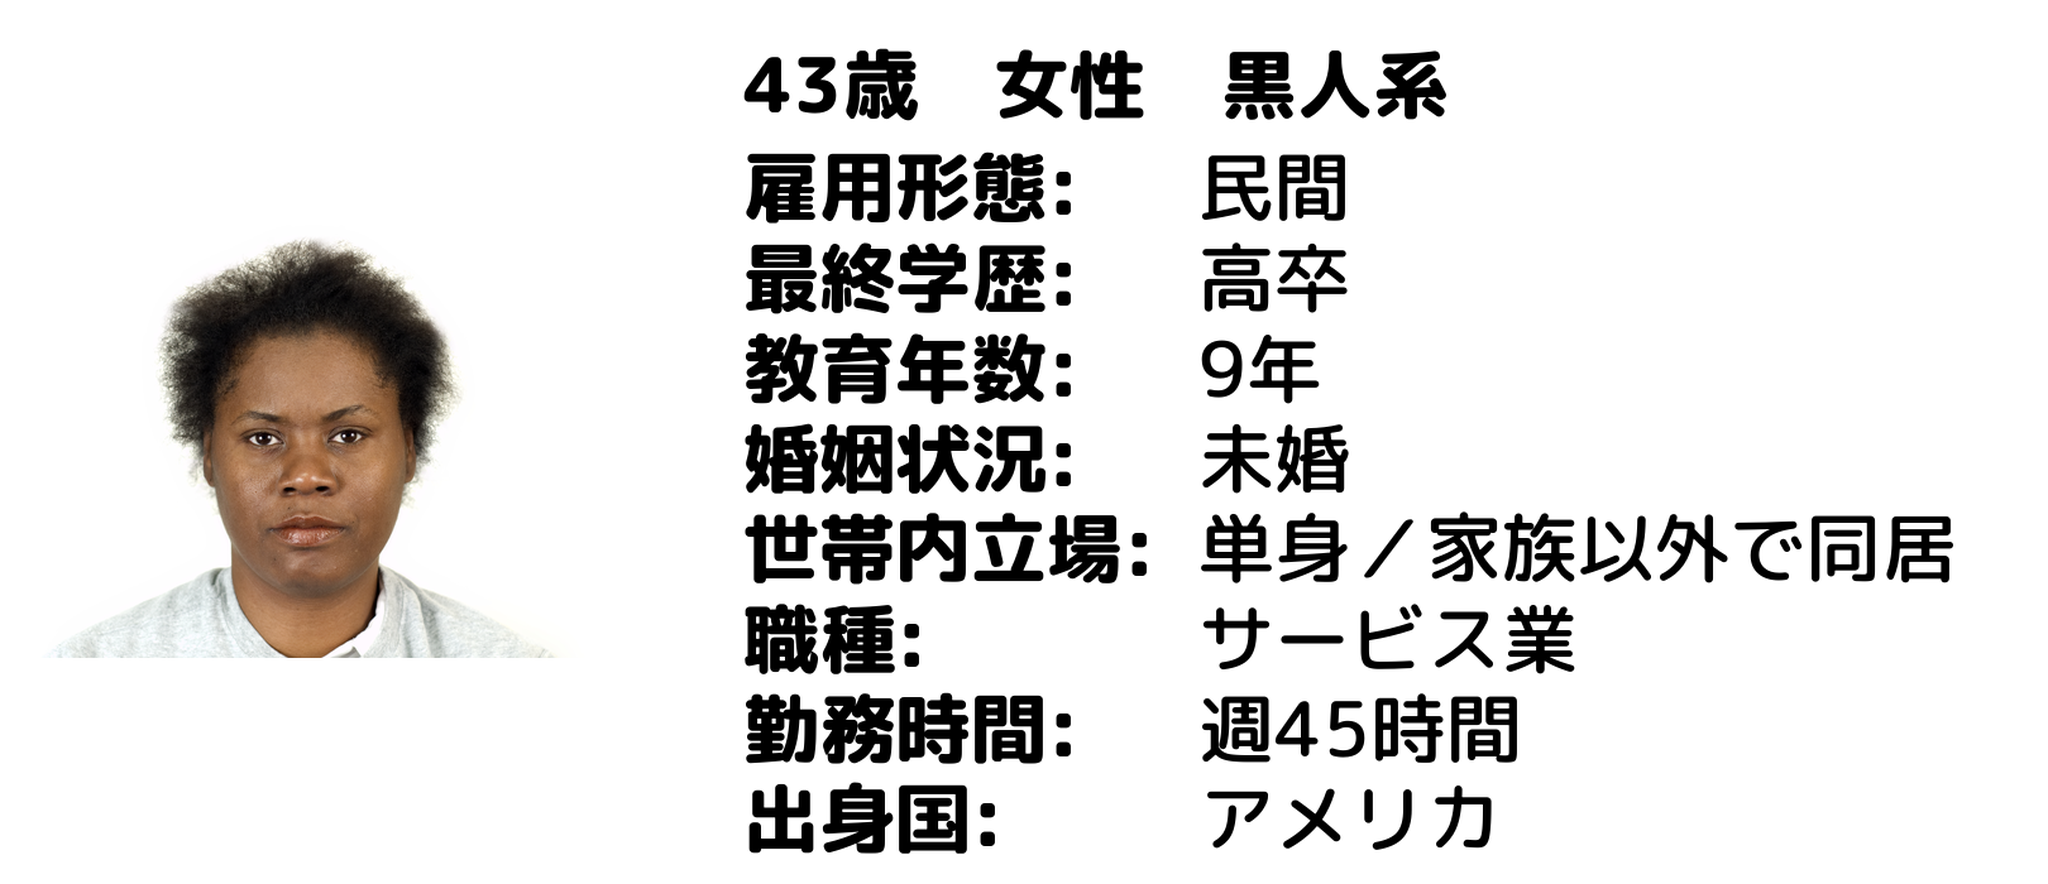 43歳　女性　黒人系
雇用形態:　民間
最終学歴:　高卒
教育年数:　9年
婚姻状況:　未婚
世帯内立場:　単身／家族以外で同居
職種:　サービス業
勤務時間:　週45時間
出身国:　アメリカ